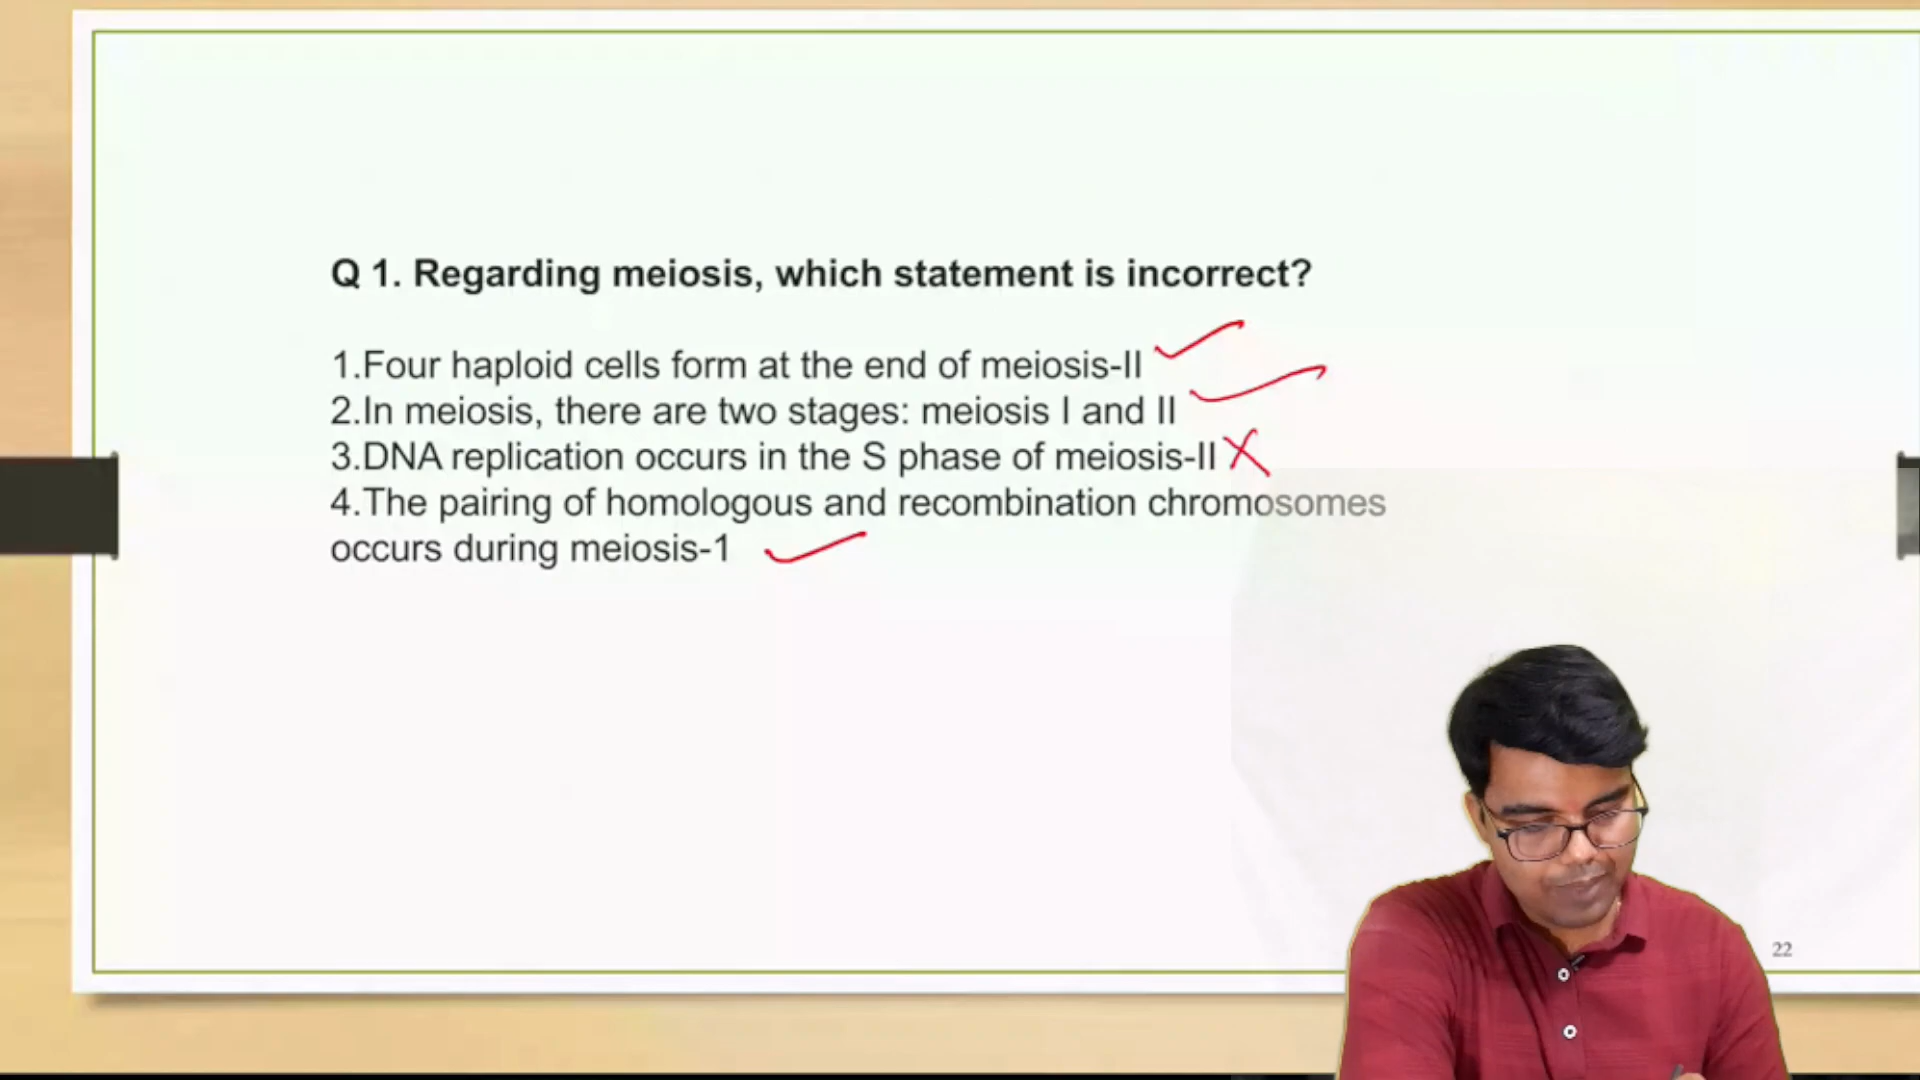 Q 1. Regarding meiosis, which statement is incorrect?
1.Four haploid cells form at the end of meiosis-II
2.In meiosis, there are two stages: meiosis I and II
3.DNA replication occurs in the S phase of meiosis-II
4.The pairing of homologous and recombination chromosomes
occurs during meiosis-1
22